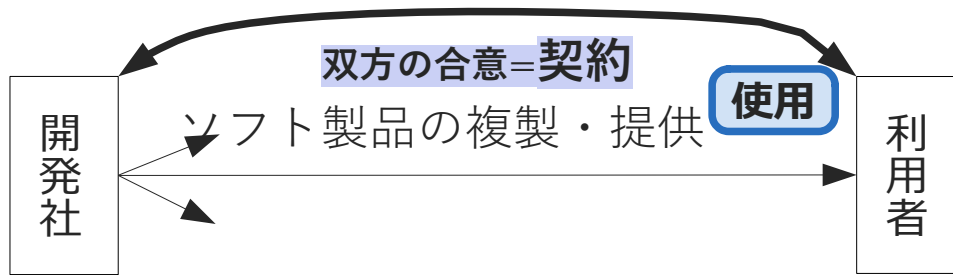 双方の合意=契約
使用
ソフト製品の複製・提供
開発社
利用者